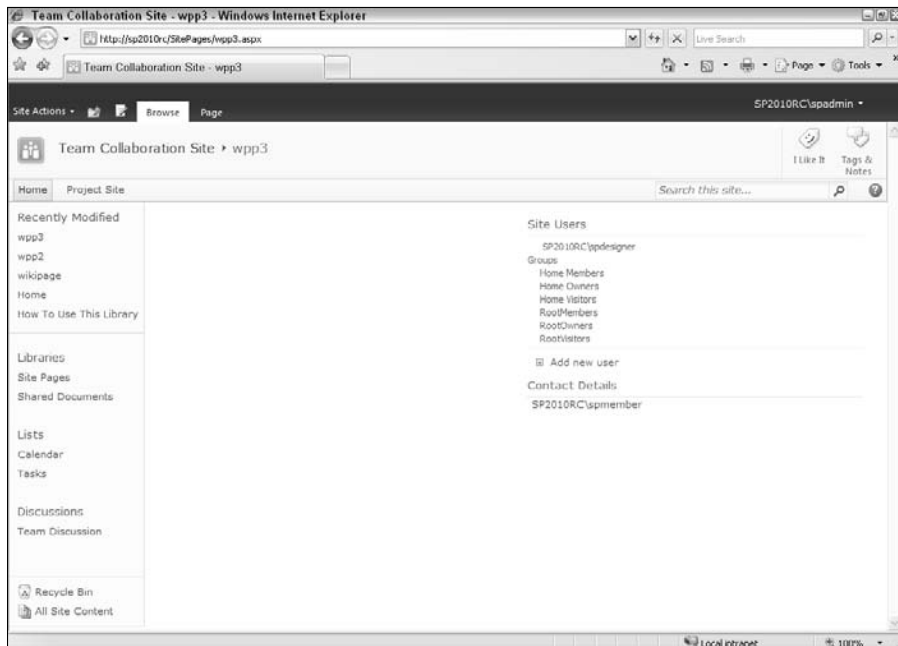 Team Collaboration Site - wpp3 - Windows Internet Explorer
http://sp2010rc/SitePages/wpp3.aspx
Live Search
Team Collaboration Site - wpp3
Page
Tools
Site Actions
Browse
Page
SP2010RC\spadmin
Team Collaboration Site ▸ wpp3
I Like It
Tags &
Notes
Home
Project Site
Search this site...
Recently Modified
wpp3
wpp2
wikipage
Home
How To Use This Library
Libraries
Site Pages
Shared Documents
Lists
Calendar
Tasks
Discussions
Team Discussion
Recycle Bin
All Site Content
Site Users
SP2010RC\spdesigner
Groups
Home Members
Home Owners
Home Visitors
RootMembers
RootOwners
RootVisitors
Add new user
Contact Details
SP2010RC\spmember
Local intranet
100%